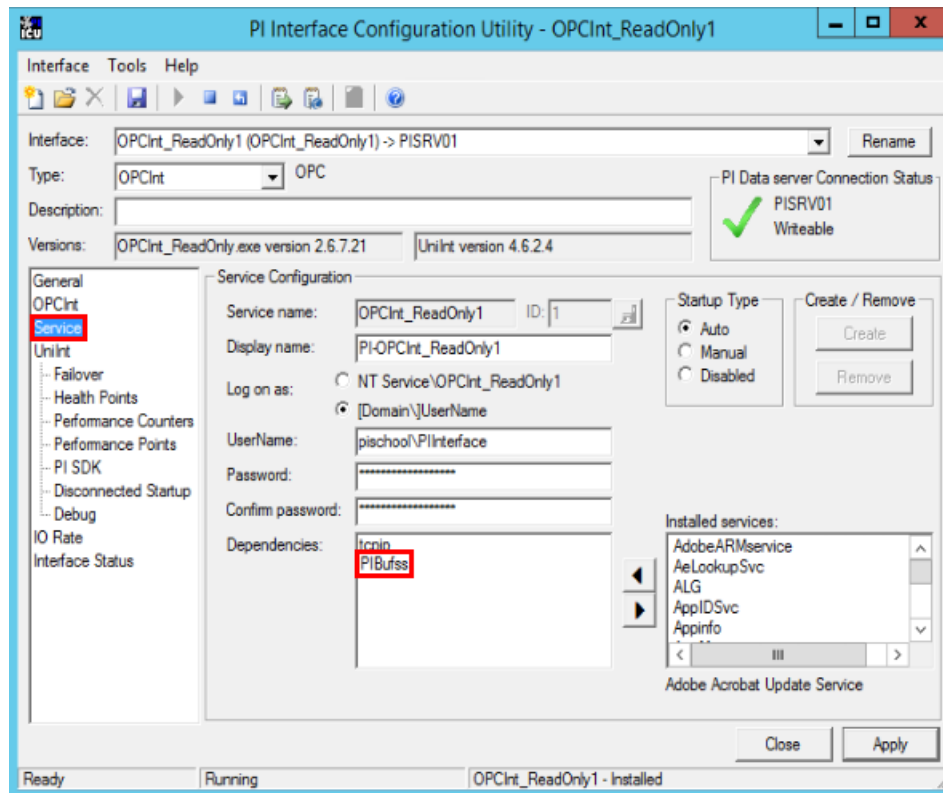 PI Interface Configuration Utility - OPCInt_ReadOnly1
Interface Tools Help
Interface: OPCInt_ReadOnly1 (OPCInt_ReadOnly1) -> PISRV01 Rename
Type: OPCInt OPC
PI Data server Connection Status
PISRV01
Writeable
Description:
Versions: OPCInt_ReadOnly.exe version 2.6.7.21 UniInt version 4.6.2.4
General
OPCInt
Service
UniInt
Failover
Health Points
Performance Counters
Performance Points
PI SDK
Disconnected Startup
Debug
IO Rate
Interface Status
Service Configuration
Service name: OPCInt_ReadOnly1 ID: 1
Display name: PI-OPCInt_ReadOnly1
Log on as: NT Service\OPCInt_ReadOnly1
[Domain\]UserName
UserName: pischool\PIInterface
Password: *******************
Confirm password: *******************
Dependencies: tcpip
PIBufss
Startup Type
Auto
Manual
Disabled
Create / Remove
Create
Remove
Installed services:
AdobeARMservice
AeLookupSvc
ALG
AppIDSvc
Appinfo
Adobe Acrobat Update Service
Close Apply
Ready Running OPCInt_ReadOnly1 - Installed